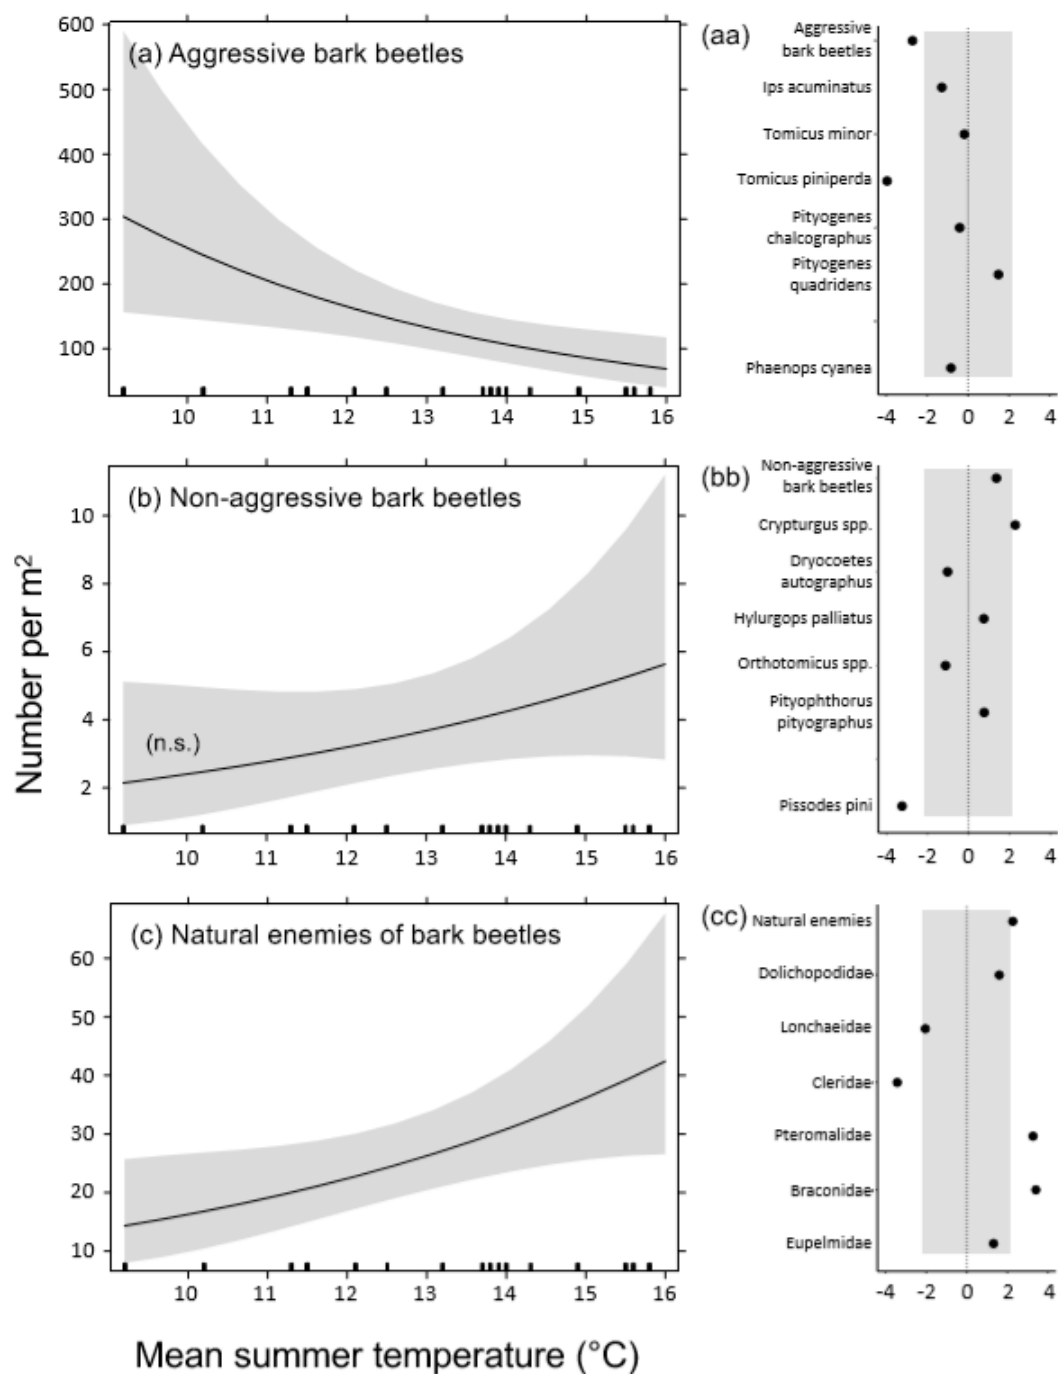 (a) Aggressive bark beetles
600
500
400
300
200
100
10
11
12
13
14
15
16
(aa)
Aggressive
bark beetles
Ips acuminatus
Tomicus minor
Tomicus piniperda
Pityogenes
chalcographus
Pityogenes
quadridens
Phaenops cyanea
-4
-2
0
2
4
(b) Non-aggressive bark beetles
10
8
6
4
2
(n.s.)
10
11
12
13
14
15
16
(bb)
Non-aggressive
bark beetles
Crypturgus spp.
Dryocoetes
autographus
Hylurgops palliatus
Orthotomicus spp.
Pityophthorus
pityographus
Pissodes pini
-4
-2
0
2
4
Number per m²
(c) Natural enemies of bark beetles
60
50
40
30
20
10
10
11
12
13
14
15
16
(cc)
Natural enemies
Dolichopodidae
Lonchaeidae
Cleridae
Pteromalidae
Braconidae
Eupelmidae
-4
-2
0
2
4
Mean summer temperature (°C)